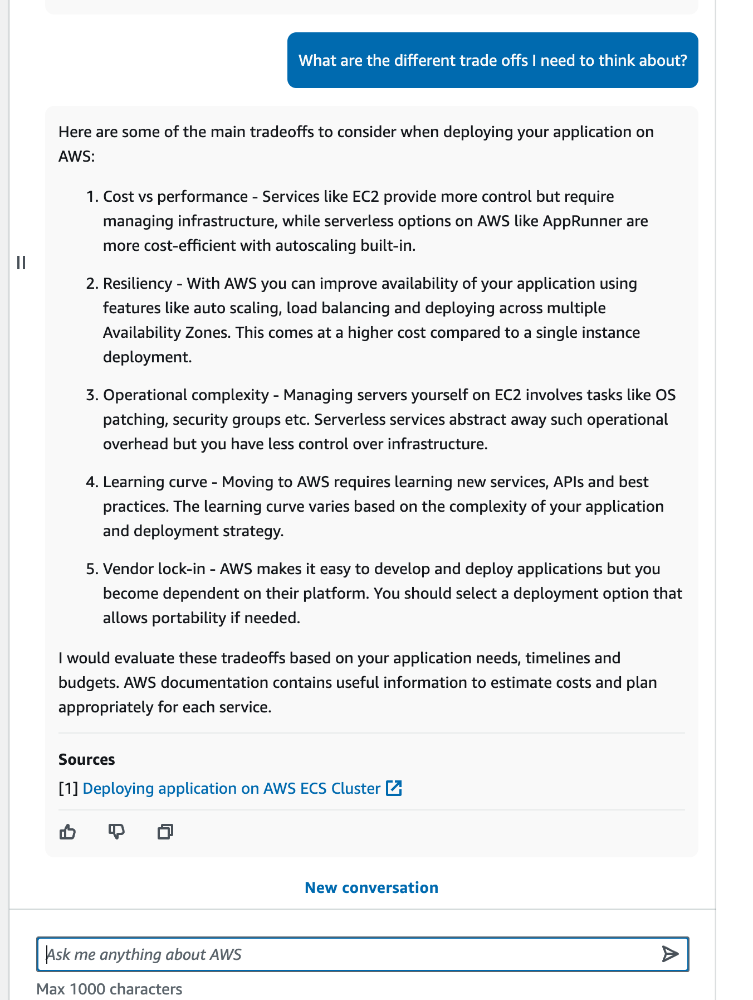 What are the different trade offs I need to think about?
Here are some of the main tradeoffs to consider when deploying your application on
AWS:
1. Cost vs performance - Services like EC2 provide more control but require
managing infrastructure, while serverless options on AWS like AppRunner are
more cost-efficient with autoscaling built-in.
2. Resiliency - With AWS you can improve availability of your application using
features like auto scaling, load balancing and deploying across multiple
Availability Zones. This comes at a higher cost compared to a single instance
deployment.
3. Operational complexity - Managing servers yourself on EC2 involves tasks like OS
patching, security groups etc. Serverless services abstract away such operational
overhead but you have less control over infrastructure.
4. Learning curve - Moving to AWS requires learning new services, APIs and best
practices. The learning curve varies based on the complexity of your application
and deployment strategy.
5. Vendor lock-in - AWS makes it easy to develop and deploy applications but you
become dependent on their platform. You should select a deployment option that
allows portability if needed.
I would evaluate these tradeoffs based on your application needs, timelines and
budgets. AWS documentation contains useful information to estimate costs and plan
appropriately for each service.
Sources
[1] Deploying application on AWS ECS Cluster
New conversation
Ask me anything about AWS
Max 1000 characters